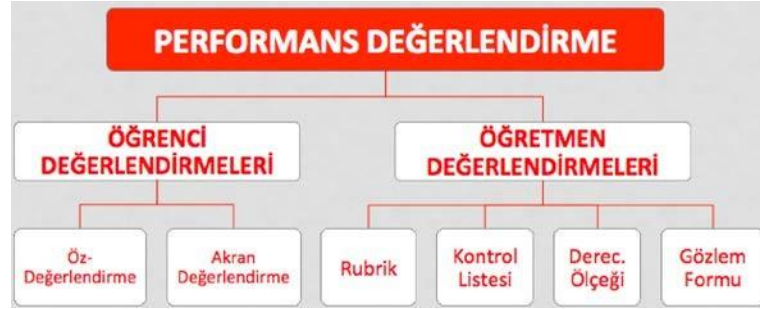 PERFORMANS DEĞERLENDİRME
ÖĞRENCİ
DEĞERLENDİRMELERİ
ÖĞRETMEN
DEĞERLENDİRMELERİ
Öz-
Değerlendirme
Akran
Değerlendirme
Rubrik
Kontrol
Listesi
Derec.
Ölçeği
Gözlem
Formu